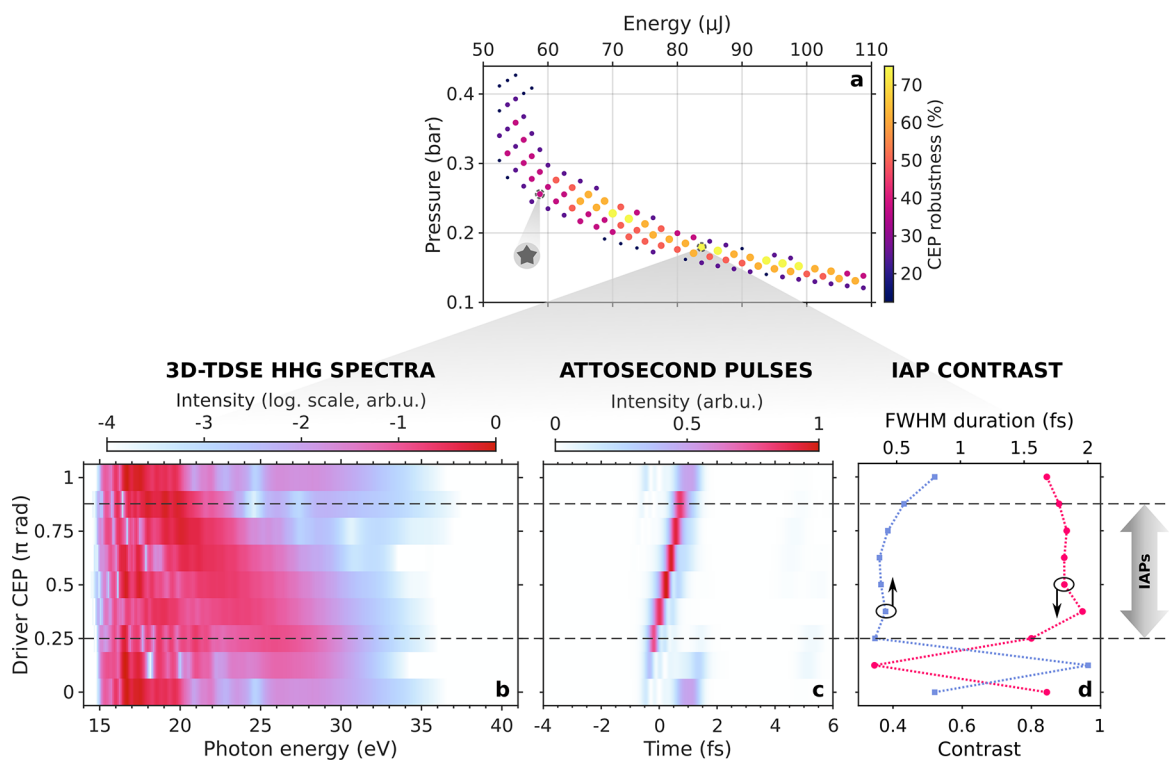 Energy (μJ)
50 60 70 80 90 100 110
a
0.4
0.3
0.2
0.1
Pressure (bar)
70
60
50
40
30
20
CEP robustness (%)
3D-TDSE HHG SPECTRA
Intensity (log. scale, arb.u.)
-4 -3 -2 -1 0
1
0.75
0.5
0.25
0
Driver CEP (π rad)
b
15 20 25 30 35 40
Photon energy (eV)
ATTOSECOND PULSES
Intensity (arb.u.)
0 0.5 1
c
-4 -2 0 2 4 6
Time (fs)
IAP CONTRAST
FWHM duration (fs)
0.5 1 1.5 2
d
0.4 0.6 0.8 1
Contrast
IAPs